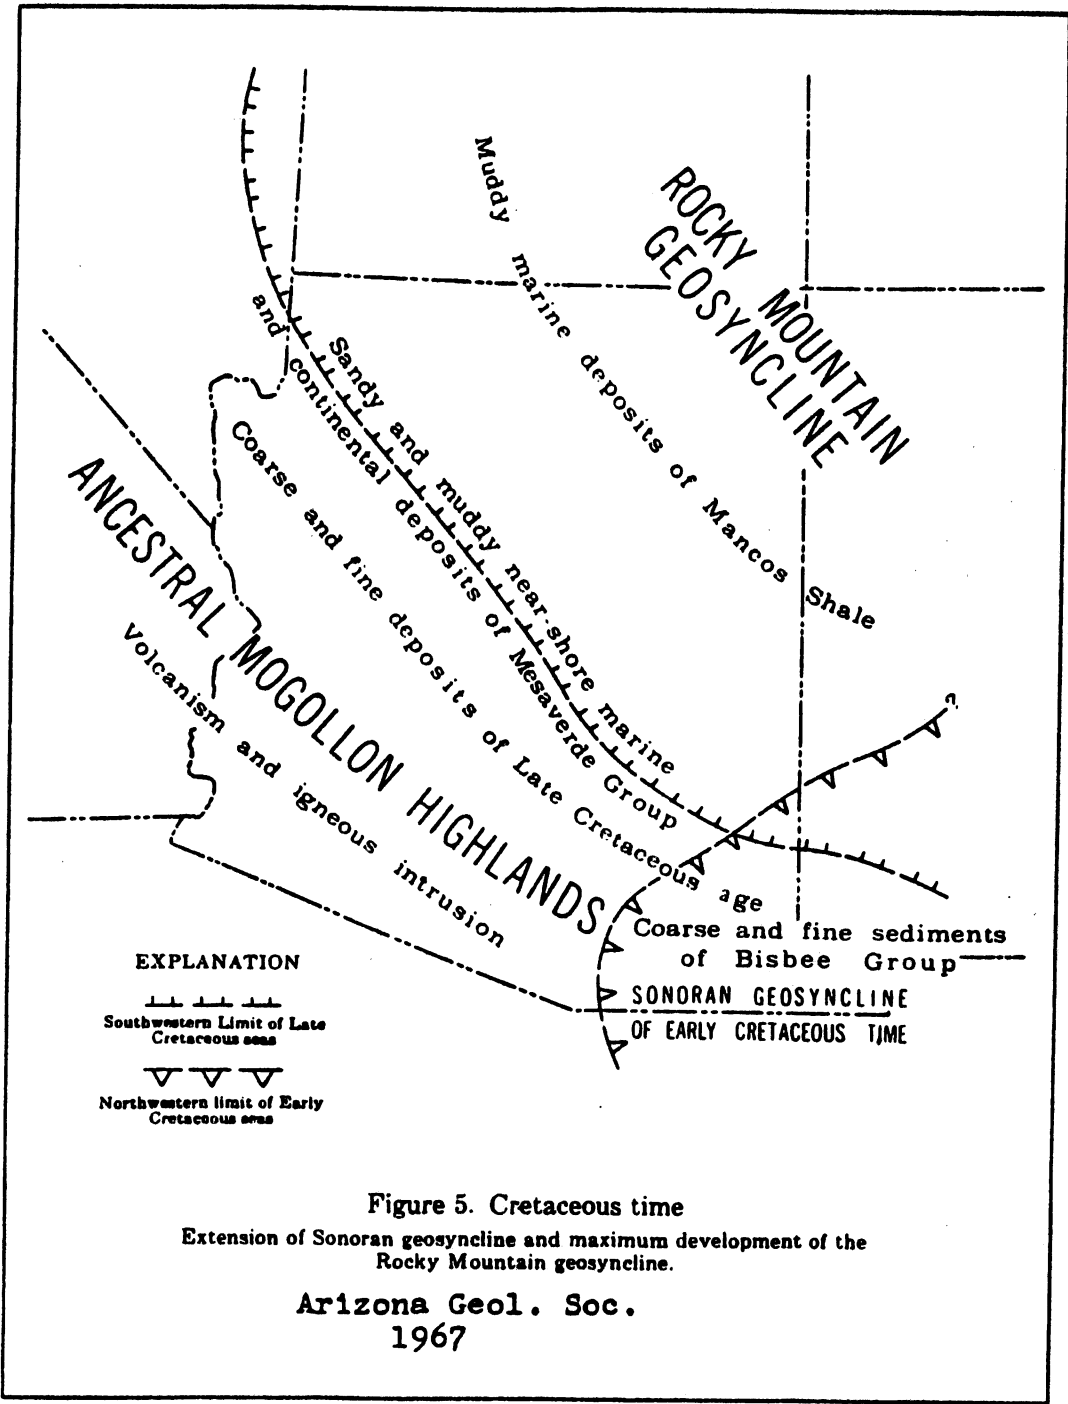 ROCKY MOUNTAIN
GEOSYNCLINE
Muddy marine deposits of Mancos Shale
Sandy and muddy near-shore marine
and continental deposits of Mesaverde Group
Coarse and fine deposits of Late Cretaceous age
ANCESTRAL MOGOLLON HIGHLANDS
Volcanism and igneous intrusion
?
Coarse and fine sediments
of Bisbee Group
SONORAN GEOSYNCLINE
OF EARLY CRETACEOUS TIME
EXPLANATION
Southwestern Limit of Late
Cretaceous seas
Northwestern limit of Early
Cretaceous seas
Figure 5. Cretaceous time
Extension of Sonoran geosyncline and maximum development of the
Rocky Mountain geosyncline.
Arizona Geol. Soc.
1967